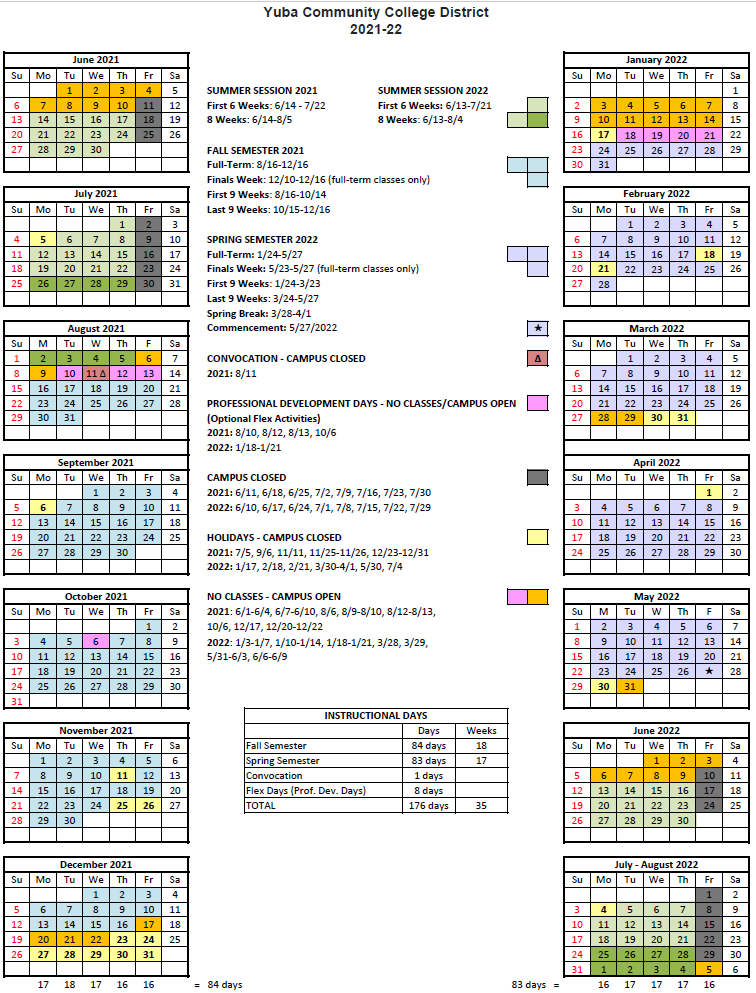 Yuba Community College District
2021-22
June 2021
Su Mo Tu We Th Fr Sa
1 2 3 4 5
6 7 8 9 10 11 12
13 14 15 16 17 18 19
20 21 22 23 24 25 26
27 28 29 30
July 2021
Su Mo Tu We Th Fr Sa
1 2 3
4 5 6 7 8 9 10
11 12 13 14 15 16 17
18 19 20 21 22 23 24
25 26 27 28 29 30 31
August 2021
Su M Tu W Th F Sa
1 2 3 4 5 6 7
8 9 10 11 Δ 12 13 14
15 16 17 18 19 20 21
22 23 24 25 26 27 28
29 30 31
September 2021
Su Mo Tu We Th Fr Sa
1 2 3 4
5 6 7 8 9 10 11
12 13 14 15 16 17 18
19 20 21 22 23 24 25
26 27 28 29 30
October 2021
Su Mo Tu We Th Fr Sa
1 2
3 4 5 6 7 8 9
10 11 12 13 14 15 16
17 18 19 20 21 22 23
24 25 26 27 28 29 30
31
November 2021
Su Mo Tu We Th Fr Sa
1 2 3 4 5 6
7 8 9 10 11 12 13
14 15 16 17 18 19 20
21 22 23 24 25 26 27
28 29 30
December 2021
Su Mo Tu We Th Fr Sa
1 2 3 4
5 6 7 8 9 10 11
12 13 14 15 16 17 18
19 20 21 22 23 24 25
26 27 28 29 30 31
17 18 17 16 16 = 84 days
SUMMER SESSION 2021
First 6 Weeks: 6/14 - 7/22
8 Weeks: 6/14-8/5
SUMMER SESSION 2022
First 6 Weeks: 6/13-7/21
8 Weeks: 6/13-8/4
FALL SEMESTER 2021
Full-Term: 8/16-12/16
Finals Week: 12/10-12/16 (full-term classes only)
First 9 Weeks: 8/16-10/14
Last 9 Weeks: 10/15-12/16
SPRING SEMESTER 2022
Full-Term: 1/24-5/27
Finals Week: 5/23-5/27 (full-term classes only)
First 9 Weeks: 1/24-3/23
Last 9 Weeks: 3/24-5/27
Spring Break: 3/28-4/1
Commencement: 5/27/2022 ★
CONVOCATION - CAMPUS CLOSED Δ
2021: 8/11
PROFESSIONAL DEVELOPMENT DAYS - NO CLASSES/CAMPUS OPEN
(Optional Flex Activities)
2021: 8/10, 8/12, 8/13, 10/6
2022: 1/18-1/21
CAMPUS CLOSED
2021: 6/11, 6/18, 6/25, 7/2, 7/9, 7/16, 7/23, 7/30
2022: 6/10, 6/17, 6/24, 7/1, 7/8, 7/15, 7/22, 7/29
HOLIDAYS - CAMPUS CLOSED
2021: 7/5, 9/6, 11/11, 11/25-11/26, 12/23-12/31
2022: 1/17, 2/18, 2/21, 3/30-4/1, 5/30, 7/4
NO CLASSES - CAMPUS OPEN
2021: 6/1-6/4, 6/7-6/10, 8/6, 8/9-8/10, 8/12-8/13,
10/6, 12/17, 12/20-12/22
2022: 1/3-1/7, 1/10-1/14, 1/18-1/21, 3/28, 3/29,
5/31-6/3, 6/6-6/9
INSTRUCTIONAL DAYS
Days Weeks
Fall Semester 84 days 18
Spring Semester 83 days 17
Convocation 1 days
Flex Days (Prof. Dev. Days) 8 days
TOTAL 176 days 35
January 2022
Su Mo Tu We Th Fr Sa
1
2 3 4 5 6 7 8
9 10 11 12 13 14 15
16 17 18 19 20 21 22
23 24 25 26 27 28 29
30 31
February 2022
Su Mo Tu We Th Fr Sa
1 2 3 4 5
6 7 8 9 10 11 12
13 14 15 16 17 18 19
20 21 22 23 24 25 26
27 28
March 2022
Su Mo Tu We Th Fr Sa
1 2 3 4 5
6 7 8 9 10 11 12
13 14 15 16 17 18 19
20 21 22 23 24 25 26
27 28 29 30 31
April 2022
Su Mo Tu We Th Fr Sa
1 2
3 4 5 6 7 8 9
10 11 12 13 14 15 16
17 18 19 20 21 22 23
24 25 26 27 28 29 30
May 2022
Su M Tu W Th F Sa
1 2 3 4 5 6 7
8 9 10 11 12 13 14
15 16 17 18 19 20 21
22 23 24 25 26 ★ 28
29 30 31
June 2022
Su Mo Tu We Th Fr Sa
1 2 3 4
5 6 7 8 9 10 11
12 13 14 15 16 17 18
19 20 21 22 23 24 25
26 27 28 29 30
July - August 2022
Su Mo Tu We Th Fr Sa
1 2
3 4 5 6 7 8 9
10 11 12 13 14 15 16
17 18 19 20 21 22 23
24 25 26 27 28 29 30
31 1 2 3 4 5 6
83 days = 16 17 17 17 16